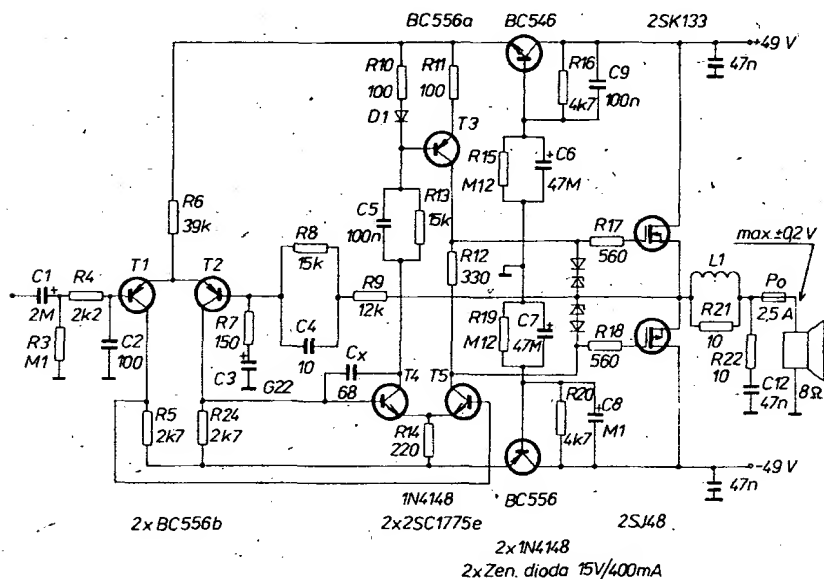 BC556a
BC546
2SK133
+49 V
47n
R10
100
R11
100
D1
T3
R16
4k7
C9
100n
R15
M12
+
C6
47M
R6
39k
C5
100n
R13
15k
R8
15k
R12
330
R17
560
max. ±0,2 V
L1
T1
T2
C1
+
2M
R4
2k2
R9
12k
R3
M1
C2
100
R7
150
+
C3
G22
C4
10
R19
M12
+
C7
47M
R18
560
R21
10
Po
2,5 A
R22
10
C12
47n
8Ω
Cx
68
T4
T5
R5
2k7
R24
2k7
R14
220
R20
4k7
+
C8
M1
-49 V
47n
BC556
2SJ48
1N4148
2x BC556b
2x2SC1775e
2x1N4148
2xZen. dioda 15V/400mA